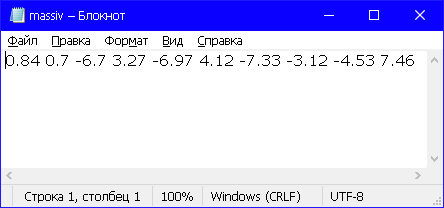 massiv – Блокнот
Файл Правка Формат Вид Справка
0.84 0.7 -6.7 3.27 -6.97 4.12 -7.33 -3.12 -4.53 7.46
Строка 1, столбец 1 100% Windows (CRLF) UTF-8